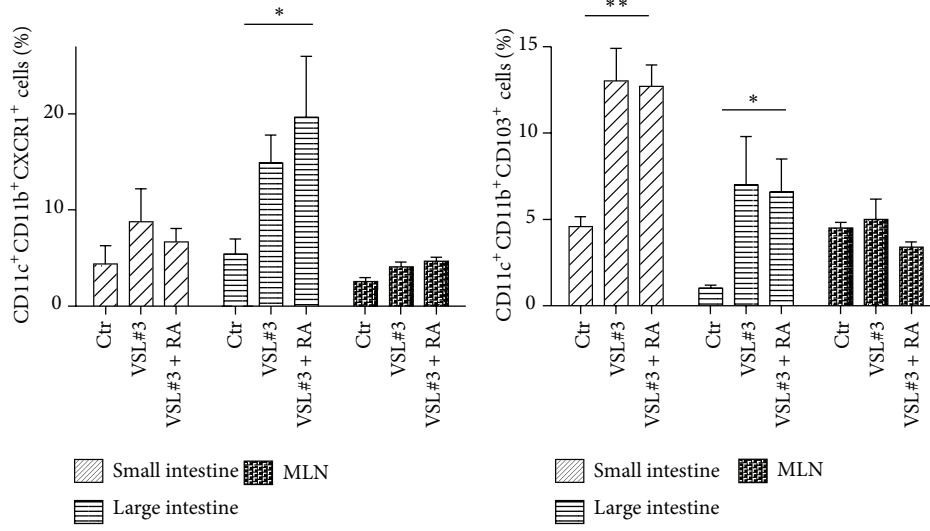 CD11c+CD11b+CXCR1+ cells (%)
20
10
0
*
Ctr
VSL#3
VSL#3 + RA
Ctr
VSL#3
VSL#3 + RA
Ctr
VSL#3
VSL#3 + RA
Small intestine
MLN
Large intestine
CD11c+ CD11b+CD103+ cells (%)
15
10
5
0
**
*
Ctr
VSL#3
VSL#3 + RA
Ctr
VSL#3
VSL#3 + RA
Ctr
VSL#3
VSL#3 + RA
Small intestine
MLN
Large intestine